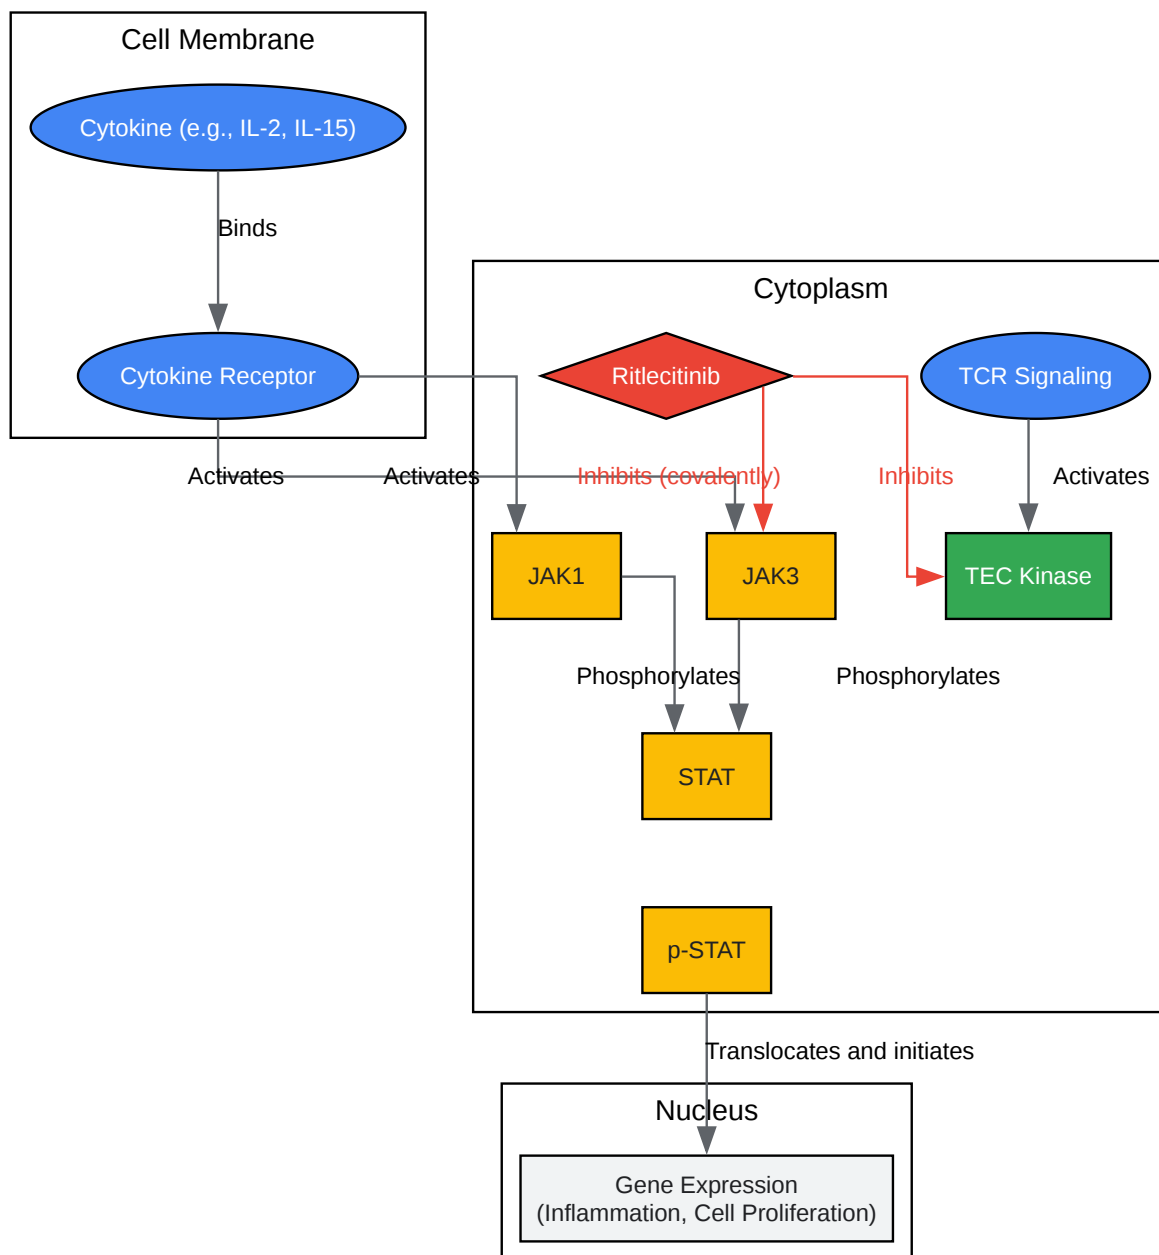 Cell Membrane
Cytokine (e.g., IL-2, IL-15)
Binds
Cytoplasm
Cytokine Receptor
Ritlecitinib
TCR Signaling
Activates
Activates
Inhibits (covalently)
Inhibits
Activates
JAK1
JAK3
TEC Kinase
Phosphorylates
Phosphorylates
STAT
p-STAT
Translocates and initiates
Nucleus
Gene Expression
(Inflammation, Cell Proliferation)